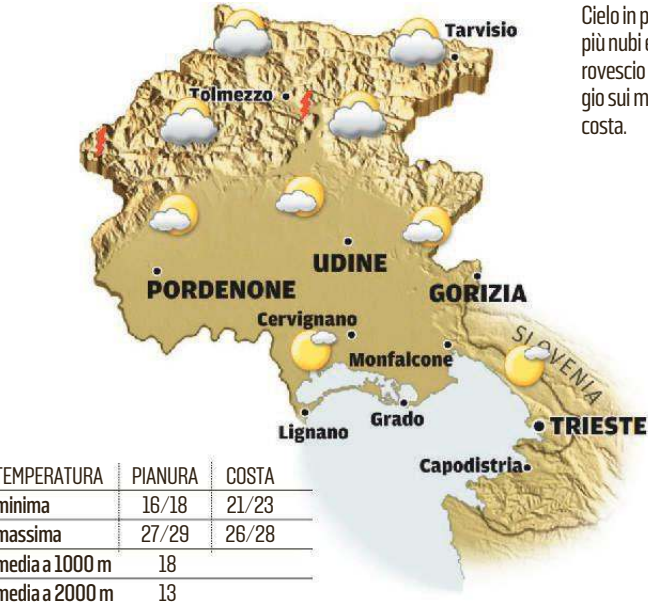 Cielo in p
più nubi e
rovescio
gio sui m
costa.
Tarvisio
Tolmezzo
UDINE
PORDENONE
GORIZIA
Cervignano
SLOVENIA
Monfalcone
Grado
Lignano
TRIESTE
Capodistria
TEMPERATURA PIANURA COSTA
minima 16/18 21/23
massima 27/29 26/28
media a 1000 m 18
media a 2000 m 13